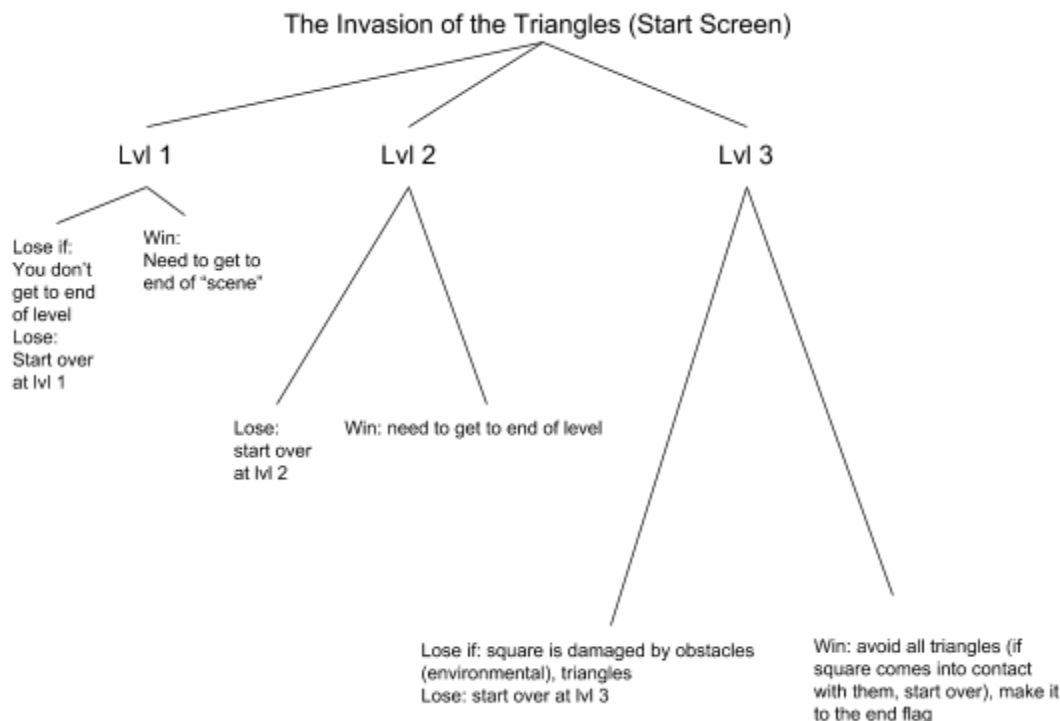 The Invasion of the Triangles (Start Screen)
Lvl 1
Lvl 2
Lvl 3
Lose if:
You don't
get to end
of level
Lose:
Start over
at lvl 1
Win:
Need to get to
end of “scene”
Lose:
start over
at lvl 2
Win: need to get to end of level
Lose if: square is damaged by obstacles
(environmental), triangles
Lose: start over at lvl 3
Win: avoid all triangles (if
square comes into contact
with them, start over), make it
to the end flag